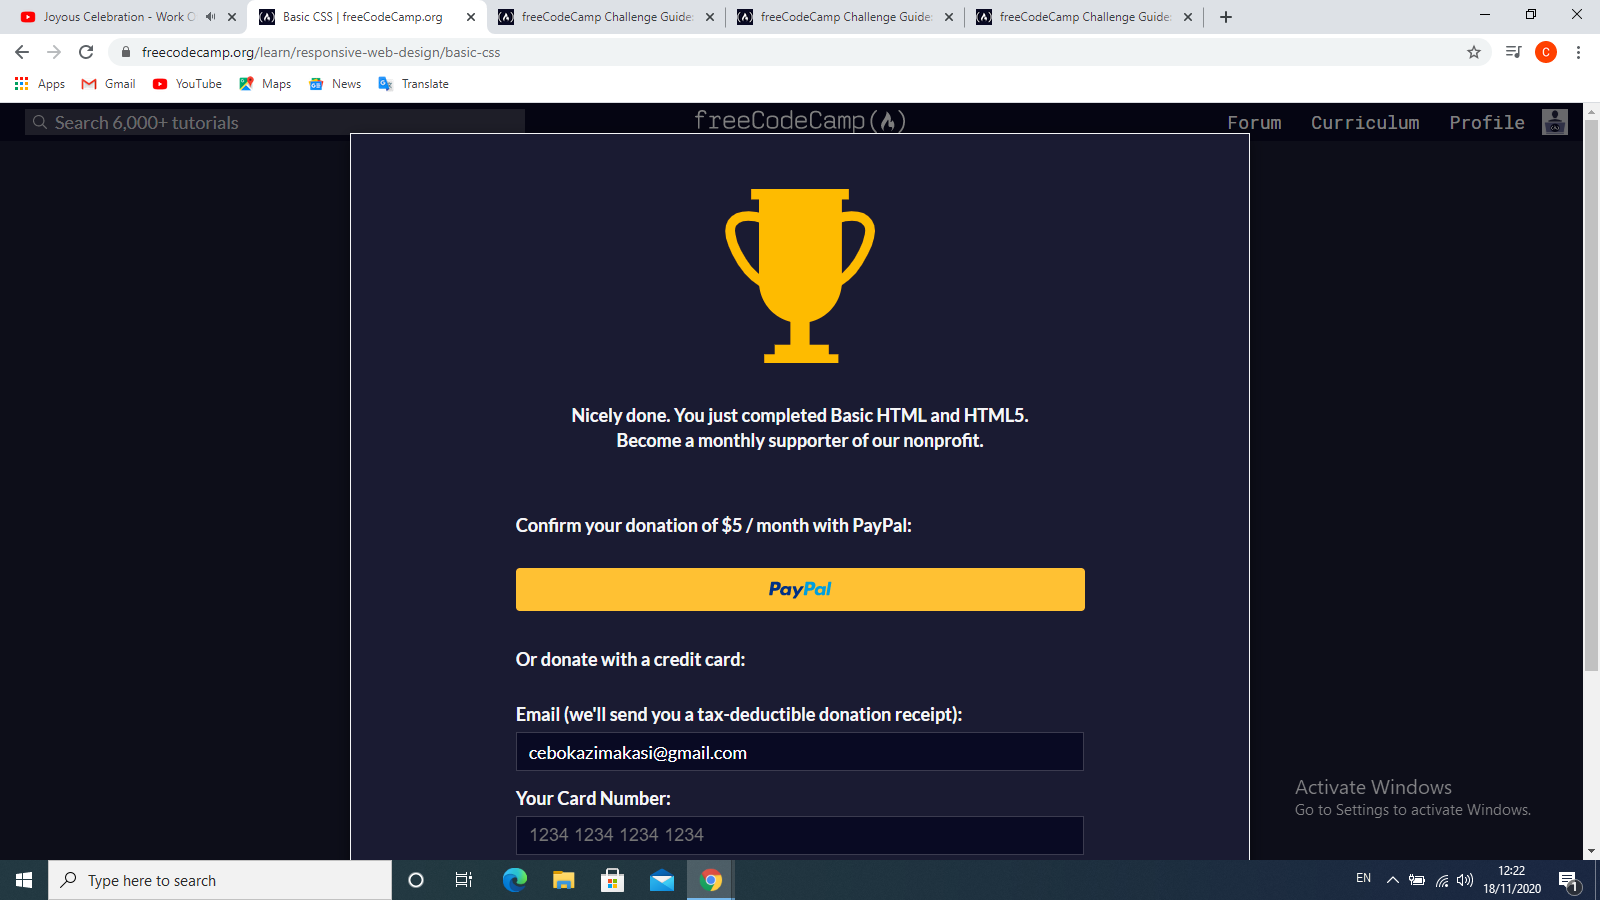 Joyous Celebration - Work O
Basic CSS | freeCodeCamp.org
freeCodeCamp Challenge Guide:
freeCodeCamp Challenge Guide:
freeCodeCamp Challenge Guide:
freecodecamp.org/learn/responsive-web-design/basic-css
C
Apps
Gmail
YouTube
Maps
News
Translate
Search 6,000+ tutorials
freeCodeCamp
Forum
Curriculum
Profile
Nicely done. You just completed Basic HTML and HTML5.
Become a monthly supporter of our nonprofit.
Confirm your donation of $5 / month with PayPal:
PayPal
Or donate with a credit card:
Email (we'll send you a tax-deductible donation receipt):
cebokazimakasi@gmail.com
Your Card Number:
1234 1234 1234 1234
Activate Windows
Go to Settings to activate Windows.
Type here to search
EN
12:22
18/11/2020
1